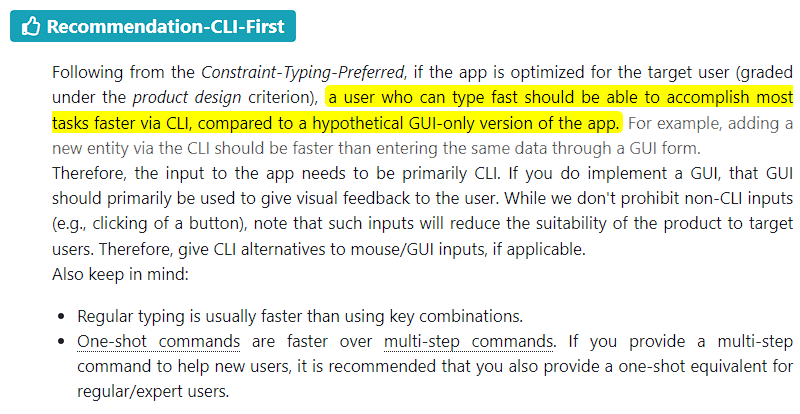 Recommendation-CLI-First
Following from the Constraint-Typing-Preferred, if the app is optimized for the target user (graded
under the product design criterion), a user who can type fast should be able to accomplish most
tasks faster via CLI, compared to a hypothetical GUI-only version of the app. For example, adding a
new entity via the CLI should be faster than entering the same data through a GUI form.
Therefore, the input to the app needs to be primarily CLI. If you do implement a GUI, that GUI
should primarily be used to give visual feedback to the user. While we don't prohibit non-CLI inputs
(e.g., clicking of a button), note that such inputs will reduce the suitability of the product to target
users. Therefore, give CLI alternatives to mouse/GUI inputs, if applicable.
Also keep in mind:
• Regular typing is usually faster than using key combinations.
• One-shot commands are faster over multi-step commands. If you provide a multi-step
command to help new users, it is recommended that you also provide a one-shot equivalent for
regular/expert users.